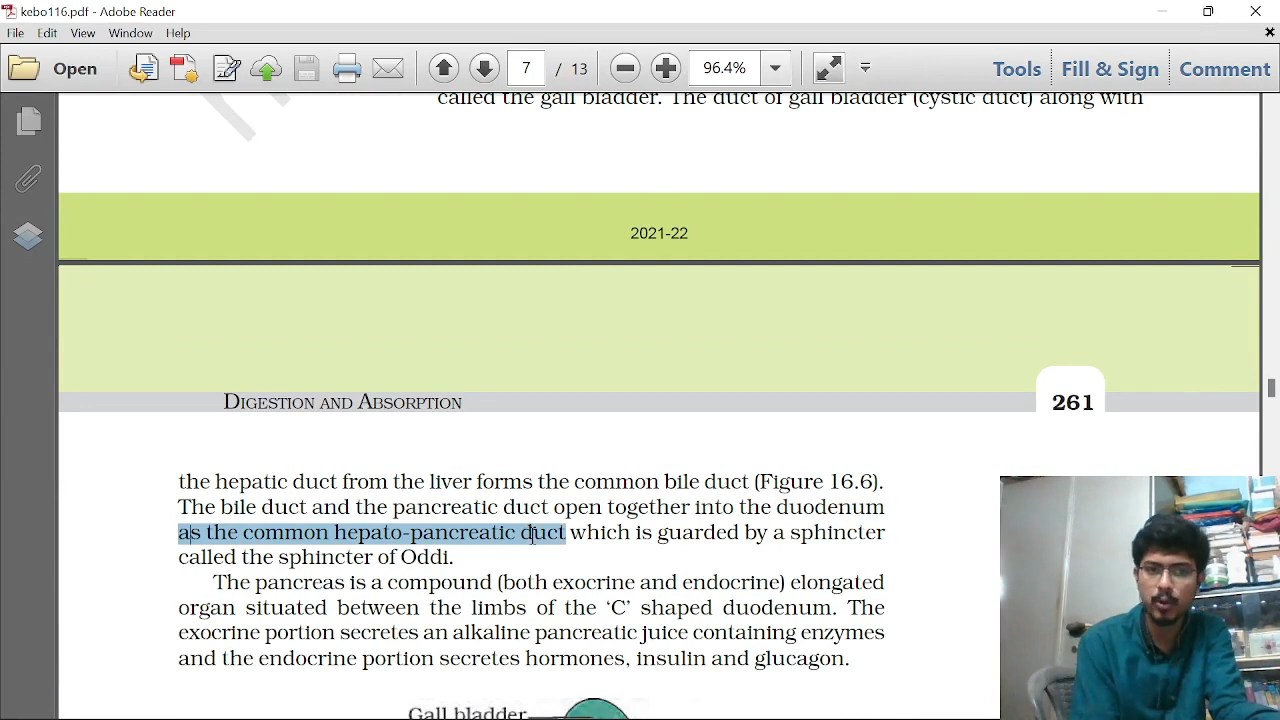 kebo116.pdf - Adobe Reader
File Edit View Window Help
Open 7 / 13 96.4% Tools Fill & Sign Comment
called the gall bladder. The duct of gall bladder (cystic duct) along with
2021-22
DIGESTION AND ABSORPTION 261
the hepatic duct from the liver forms the common bile duct (Figure 16.6).
The bile duct and the pancreatic duct open together into the duodenum
as the common hepato-pancreatic duct which is guarded by a sphincter
called the sphincter of Oddi.
The pancreas is a compound (both exocrine and endocrine) elongated
organ situated between the limbs of the ‘C’ shaped duodenum. The
exocrine portion secretes an alkaline pancreatic juice containing enzymes
and the endocrine portion secretes hormones, insulin and glucagon.
Gall bladder